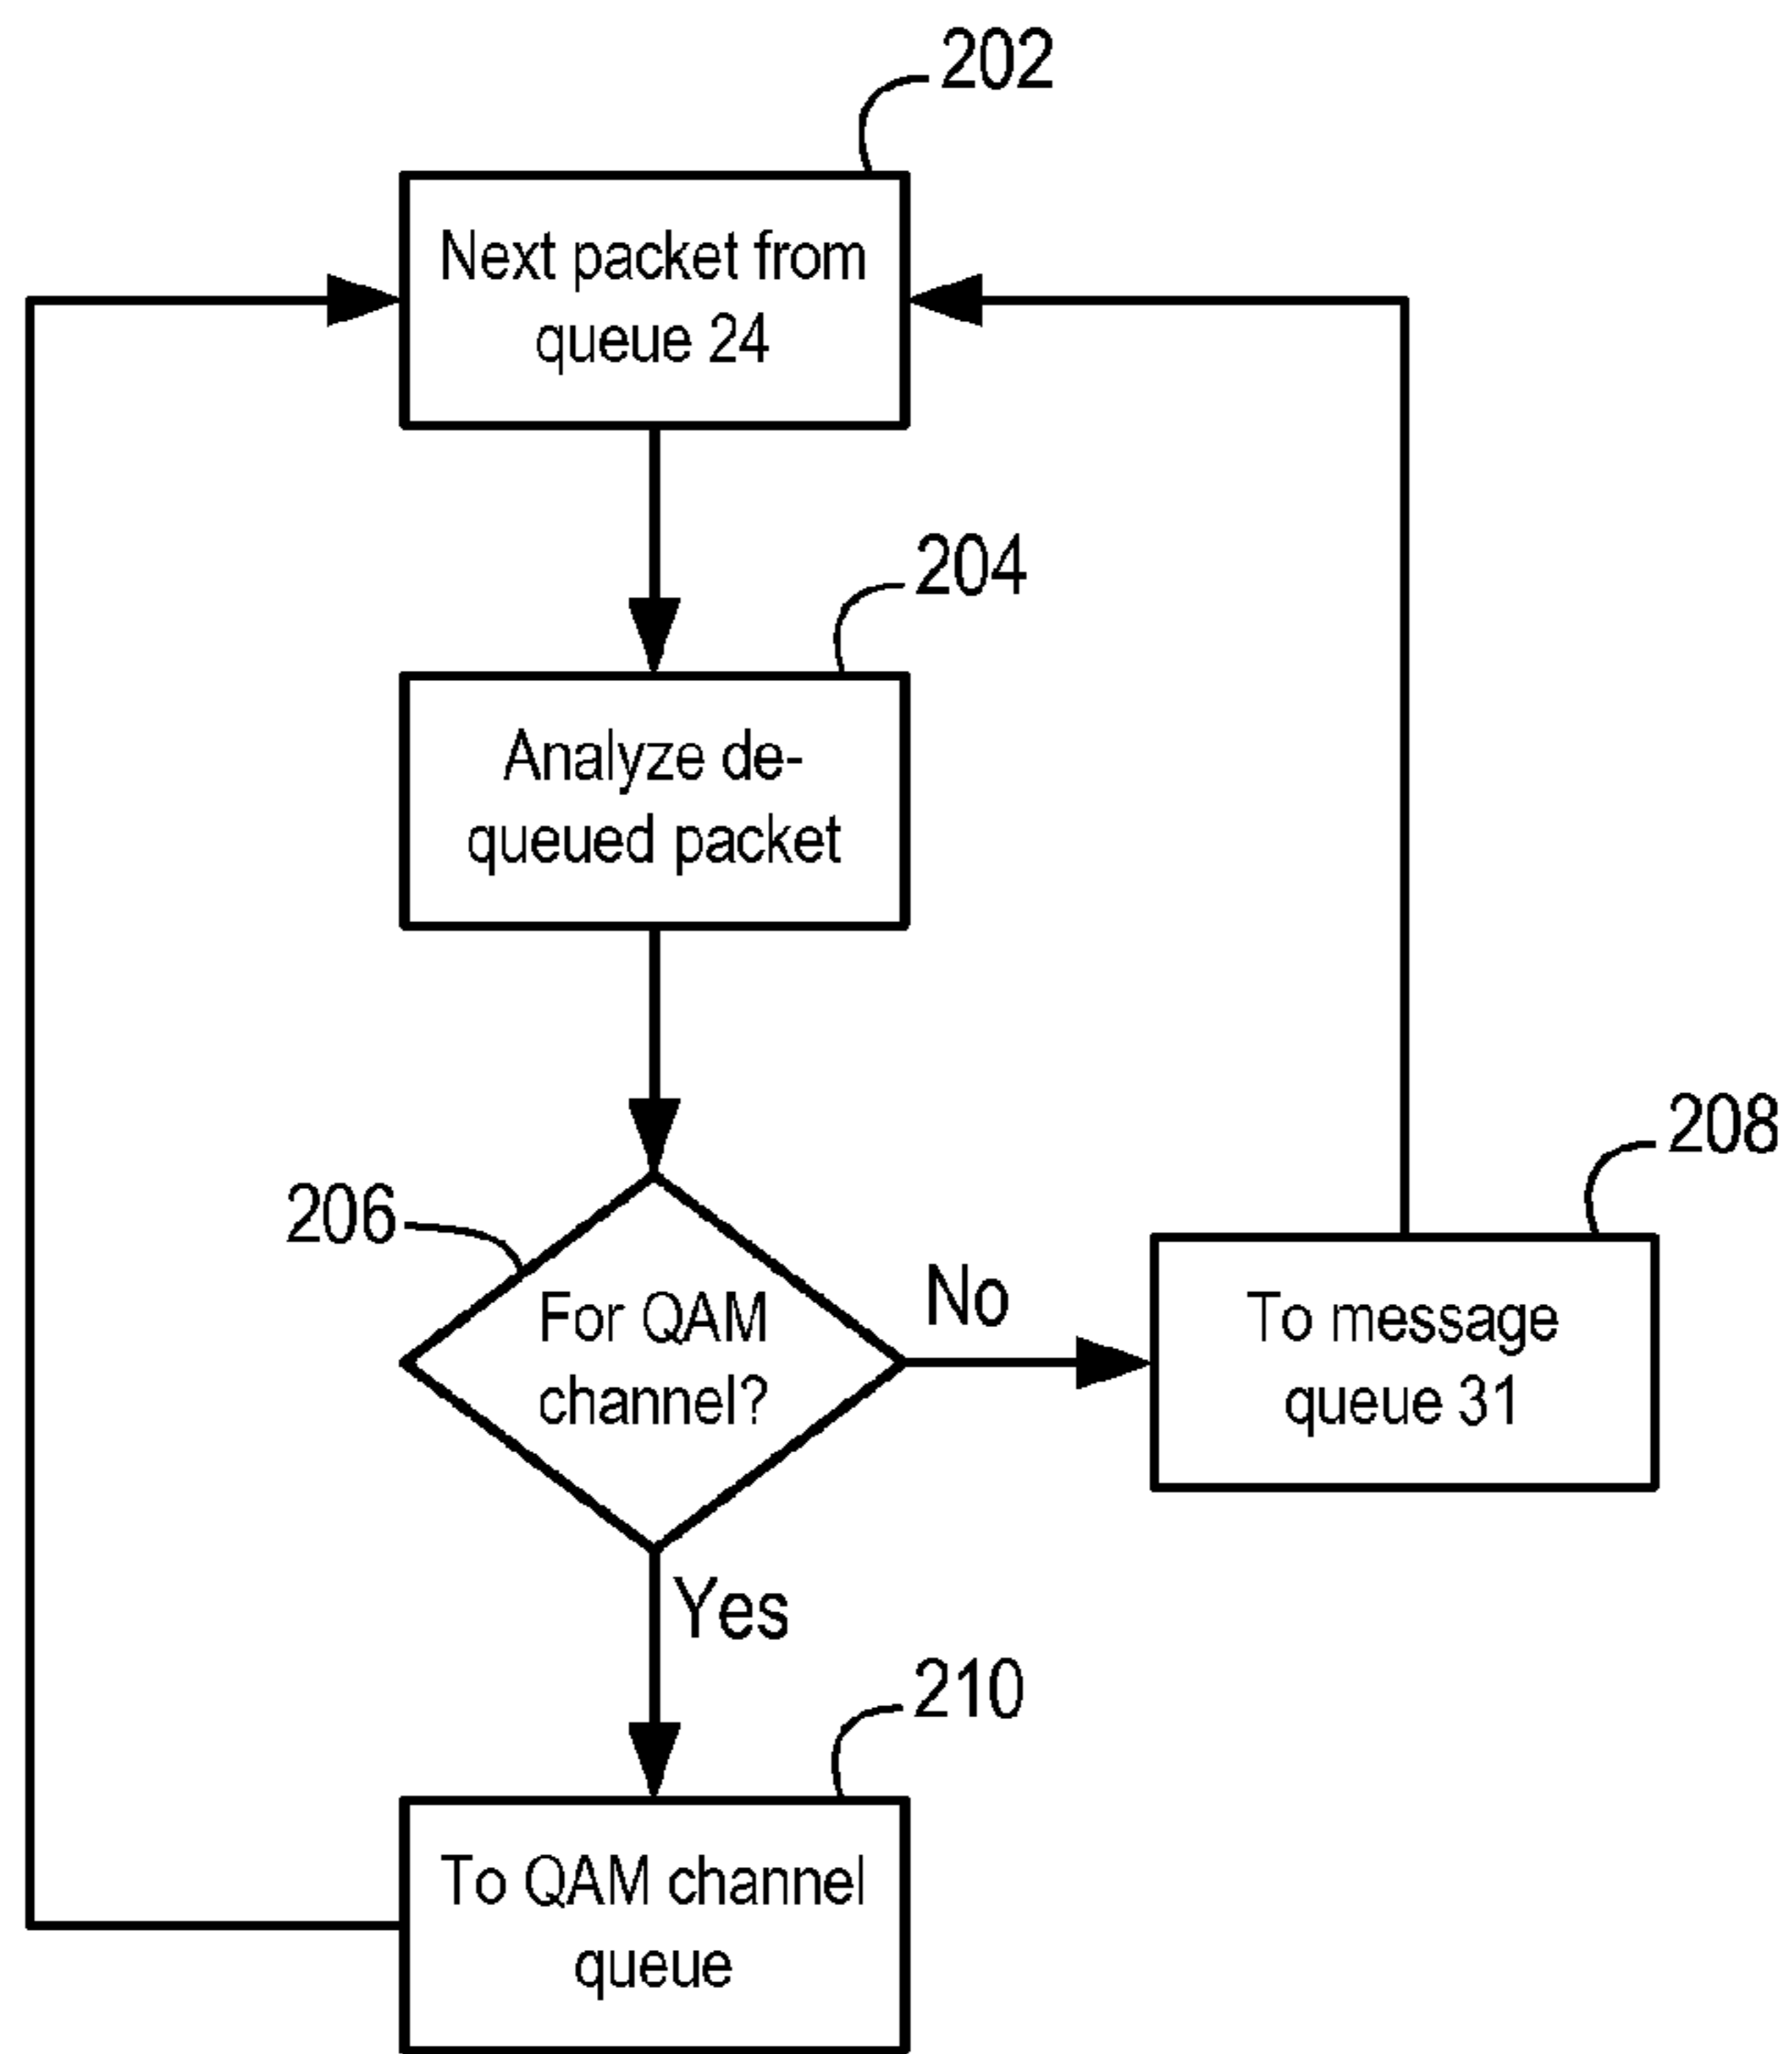 202
Next packet from
queue 24
204
Analyze de-
queued packet
206
For QAM
channel?
No
208
To message
queue 31
Yes
210
To QAM channel
queue